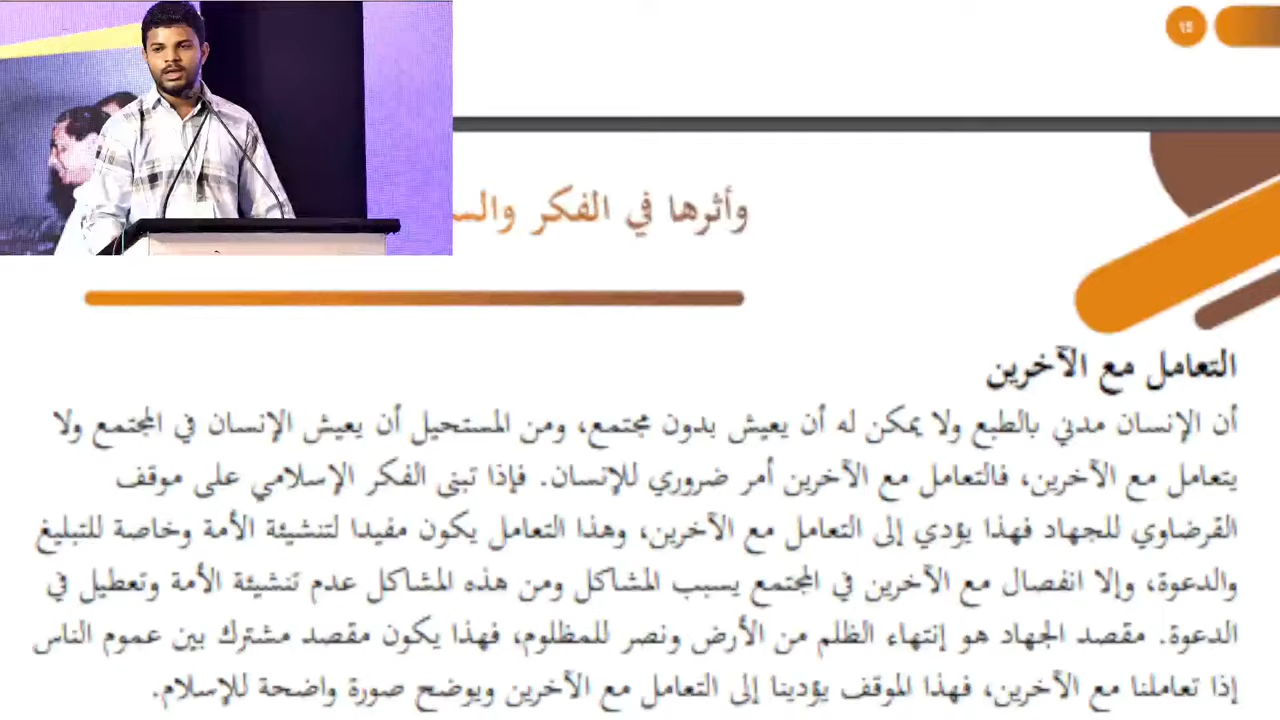 15
وأثرها في الفكر
التعامل مع الآخرين
أن الإنسان مدني بالطبع ولا يمكن له أن يعيش بدون مجتمع، ومن المستحيل أن يعيش الإنسان في المجتمع ولا
يتعامل مع الآخرين، فالتعامل مع الآخرين أمر ضروري للإنسان. فإذا تبنى الفكر الإسلامي على موقف
القرضاوي للجهاد فهذا يؤدي إلى التعامل مع الآخرين، وهذا التعامل يكون مفيدا لتنشيئة الأمة وخاصة للتبليغ
والدعوة، وإلا انفصال مع الآخرين في المجتمع يسبب المشاكل ومن هذه المشاكل عدم تنشيئة الأمة وتعطيل في
الدعوة. مقصد الجهاد هو إنتهاء الظلم من الأرض ونصر للمظلوم، فهذا يكون مقصد مشترك بين عموم الناس
إذا تعاملنا مع الآخرين، فهذا الموقف يؤدينا إلى التعامل مع الآخرين ويوضح صورة واضحة للإسلام.